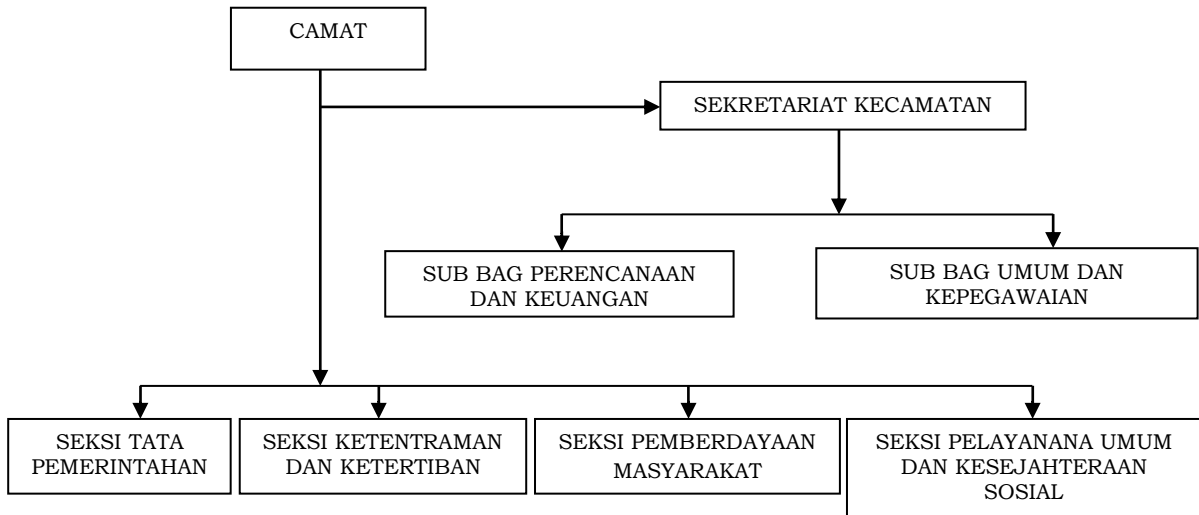 CAMAT
SEKRETARIAT KECAMATAN
SUB BAG PERENCANAAN
DAN KEUANGAN
SUB BAG UMUM DAN
KEPEGAWAIAN
SEKSI TATA
PEMERINTAHAN
SEKSI KETENTRAMAN
DAN KETERTIBAN
SEKSI PEMBERDAYAAN
MASYARAKAT
SEKSI PELAYANANA UMUM
DAN KESEJAHTERAAN
SOSIAL